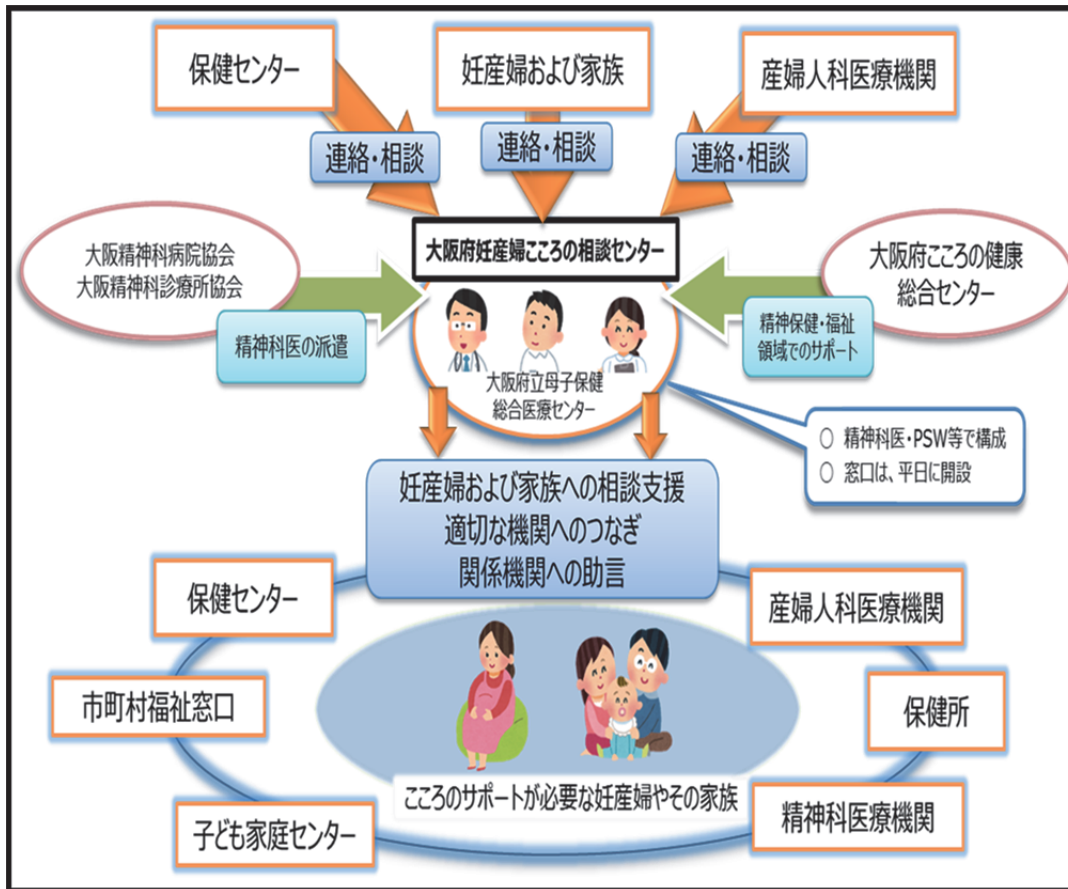 保健センター
妊産婦および家族
産婦人科医療機関
連絡・相談
連絡・相談
連絡・相談
大阪府妊産婦こころの相談センター
大阪精神科病院協会
大阪精神科診療所協会
大阪府こころの健康
総合センター
精神科医の派遣
精神保健・福祉
領域でのサポート
大阪府立母子保健
総合医療センター
○ 精神科医・PSW等で構成
○ 窓口は、平日に開設
妊産婦および家族への相談支援
適切な機関へのつなぎ
関係機関への助言
保健センター
産婦人科医療機関
市町村福祉窓口
保健所
こころのサポートが必要な妊産婦やその家族
子ども家庭センター
精神科医療機関